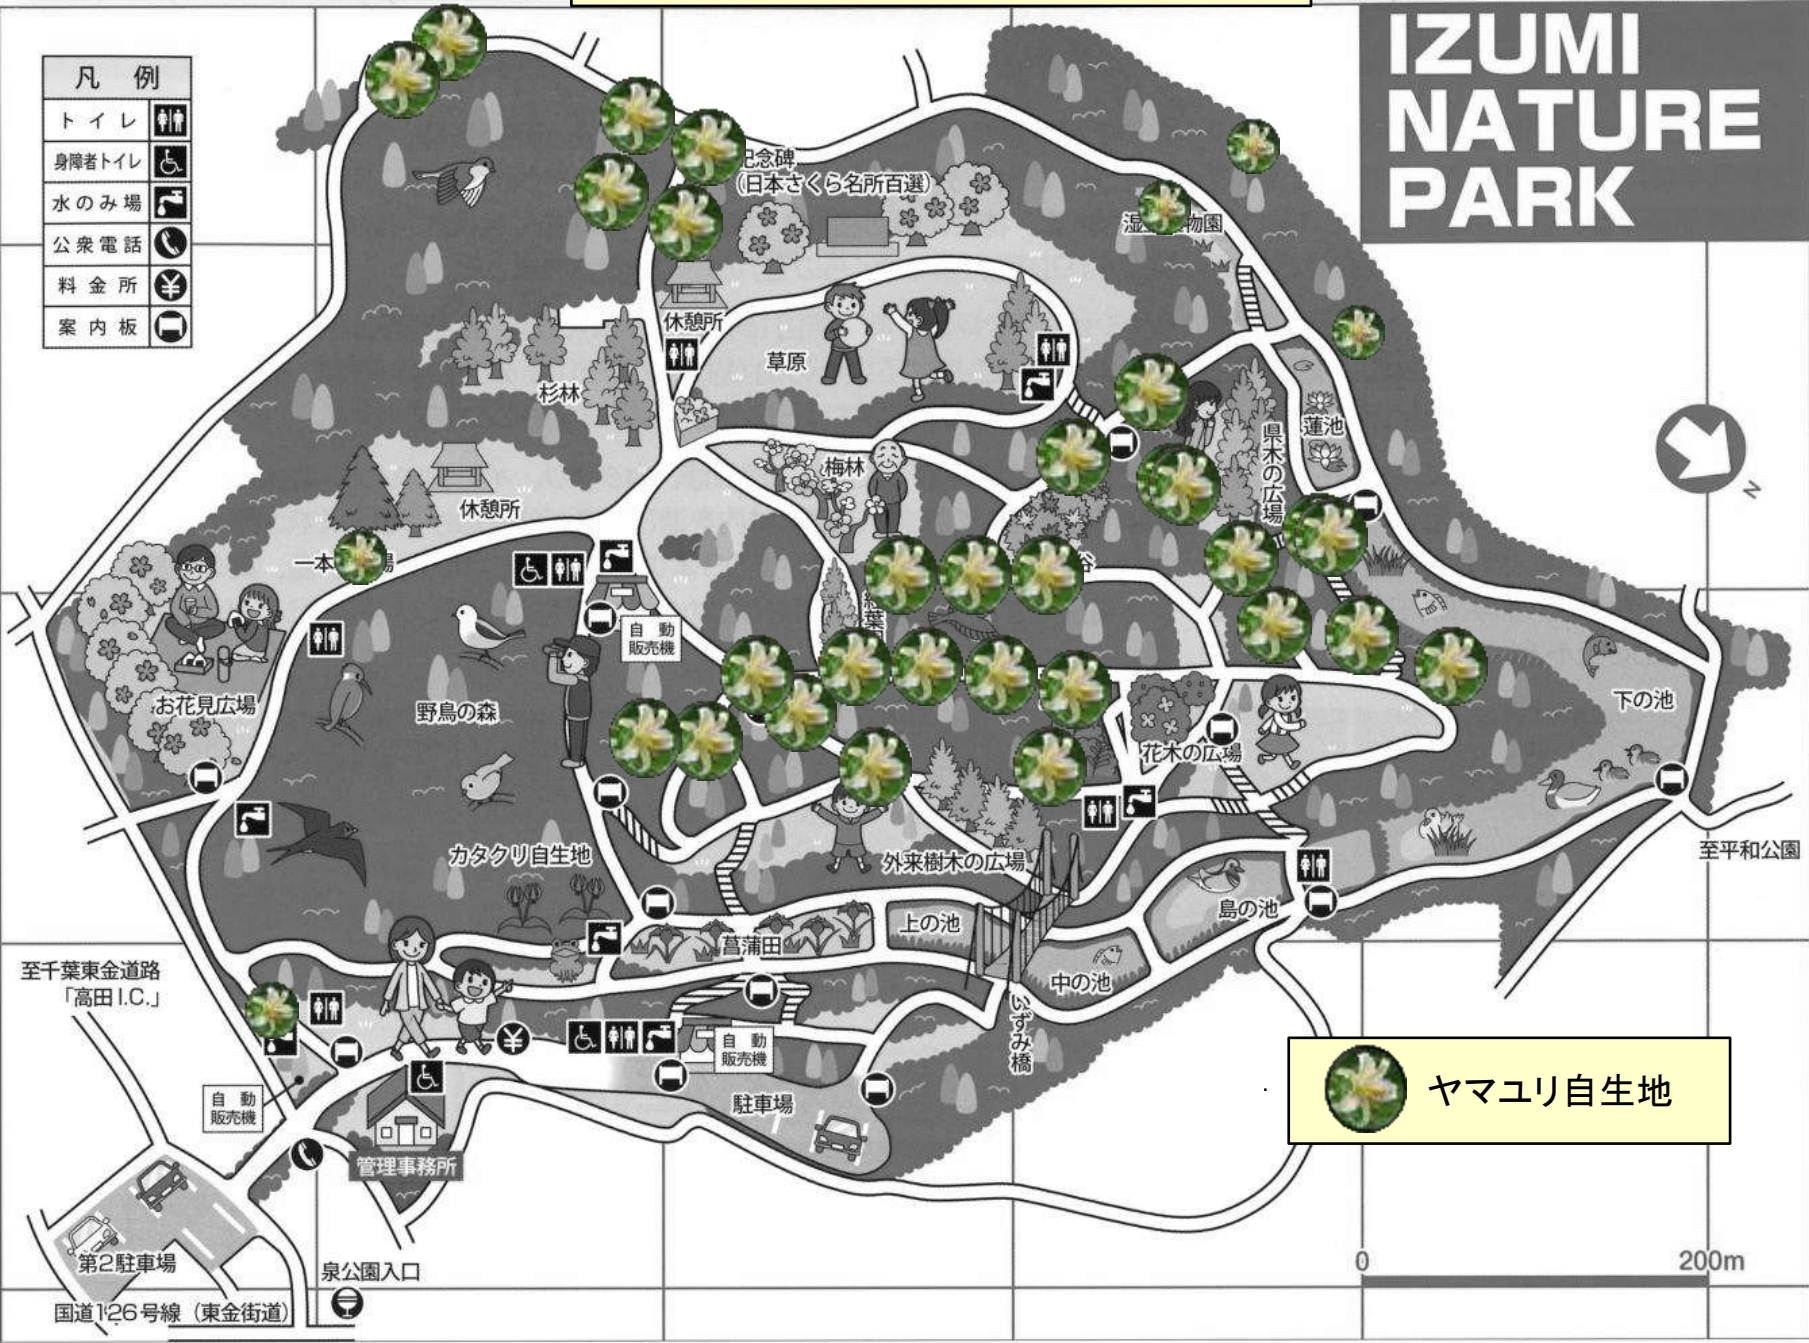 IZUMI
NATURE
PARK
凡例
トイレ
身障者トイレ
水のみ場
公衆電話
料金所
案内板
記念碑
(日本さくら名所百選)
休憩所
草原
杉林
梅林
県木の広場
蓮池
N
休憩所
自動
販売機
お花見広場
野鳥の森
下の池
花木の広場
カタクリ自生地
外来樹木の広場
至平和公園
島の池
上の池
菖蒲田
中の池
いずみ橋
至千葉東金道路
「高田I.C.」
自動
販売機
自動
販売機
駐車場
ヤマユリ自生地
管理事務所
第2駐車場
泉公園入口
国道126号線(東金街道)
0
200m